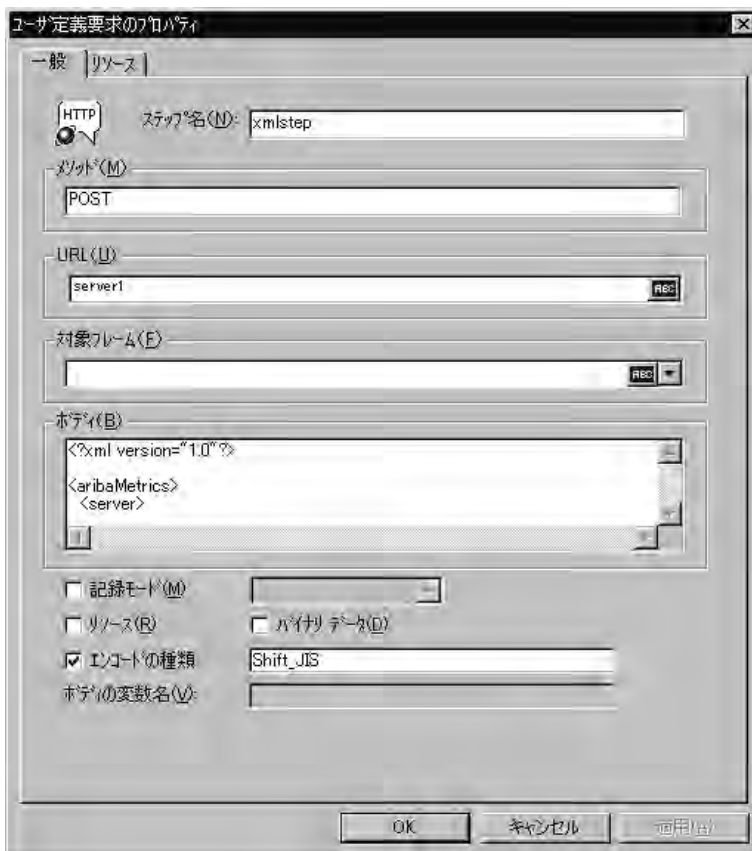 ユーザ定義要求のプロパティ
一般 リソース
HTTP
ステップ名(N): xmlstep
メソッド(M)
POST
URL(U)
server1 ABC
対象フレーム(F)
ABC
ボディ(B)
<?xml version="1.0"?>
<aribaMetrics>
<server>
記録モード(M)
リソース(R) バイナリ データ(D)
エンコードの種類 Shift_JIS
ボディの変数名(V):
OK キャンセル 適用(A)